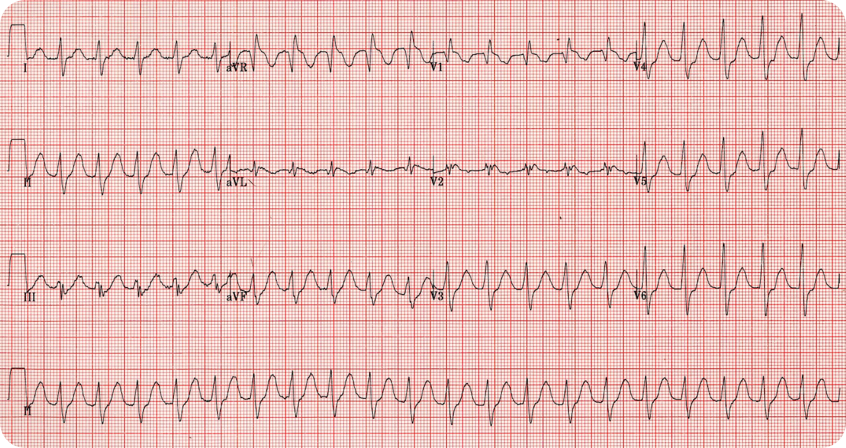 I aVR V1 V4
II aVL V2 V5
III aVF V3 V6
II